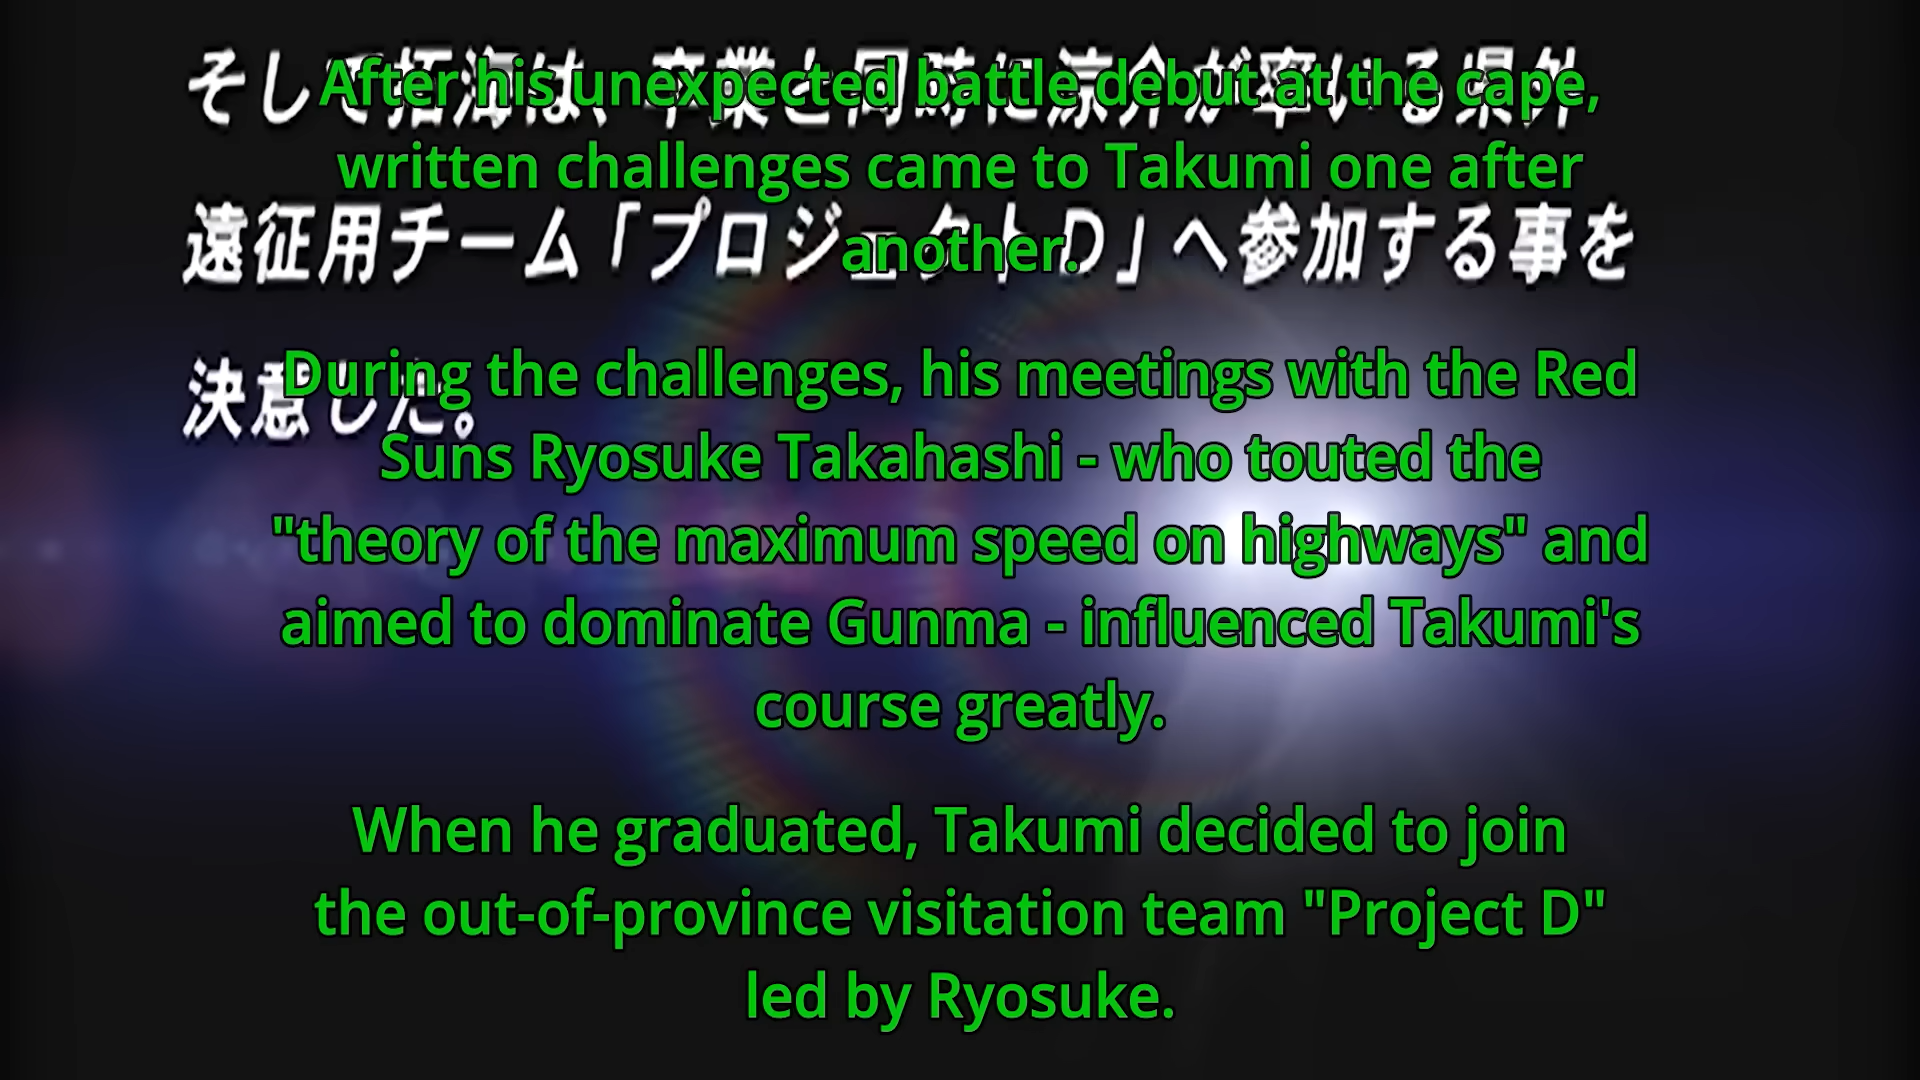 そして拓海は、卒業と同時に涼介が率いる県外
After his unexpected battle debut at the cape,
written challenges came to Takumi one after
遠征用チーム「プロジェクトD」へ参加する事を
another.
During the challenges, his meetings with the Red
決意した。
Suns Ryosuke Takahashi - who touted the
"theory of the maximum speed on highways" and
aimed to dominate Gunma - influenced Takumi's
course greatly.
When he graduated, Takumi decided to join
the out-of-province visitation team "Project D"
led by Ryosuke.